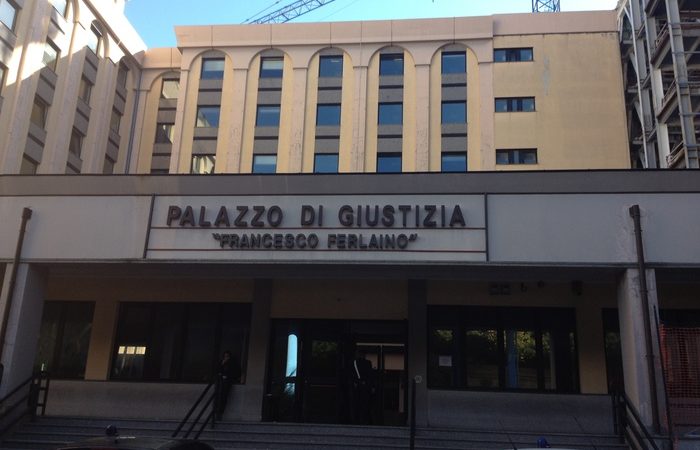 PALAZZO DI GIUSTIZIA
"FRANCESCO FERLAINO"